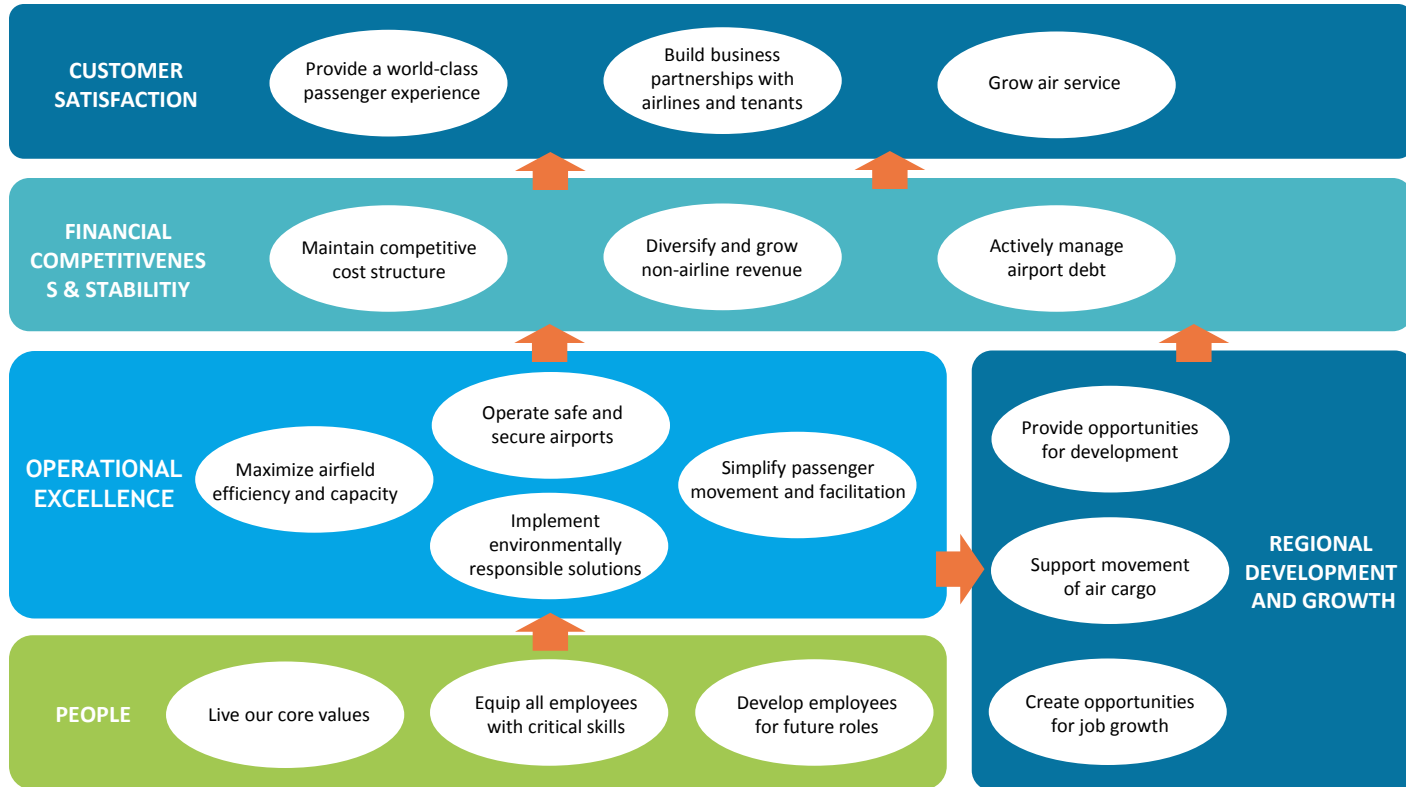 CUSTOMER
SATISFACTION
Provide a world-class
passenger experience
Build business
partnerships with
airlines and tenants
Grow air service
FINANCIAL
COMPETITIVENES
S & STABILITIY
Maintain competitive
cost structure
Diversify and grow
non-airline revenue
Actively manage
airport debt
OPERATIONAL
EXCELLENCE
Maximize airfield
efficiency and capacity
Operate safe and
secure airports
Implement
environmentally
responsible solutions
Simplify passenger
movement and facilitation
PEOPLE
Live our core values
Equip all employees
with critical skills
Develop employees
for future roles
Provide opportunities
for development
Support movement
of air cargo
Create opportunities
for job growth
REGIONAL
DEVELOPMENT
AND GROWTH